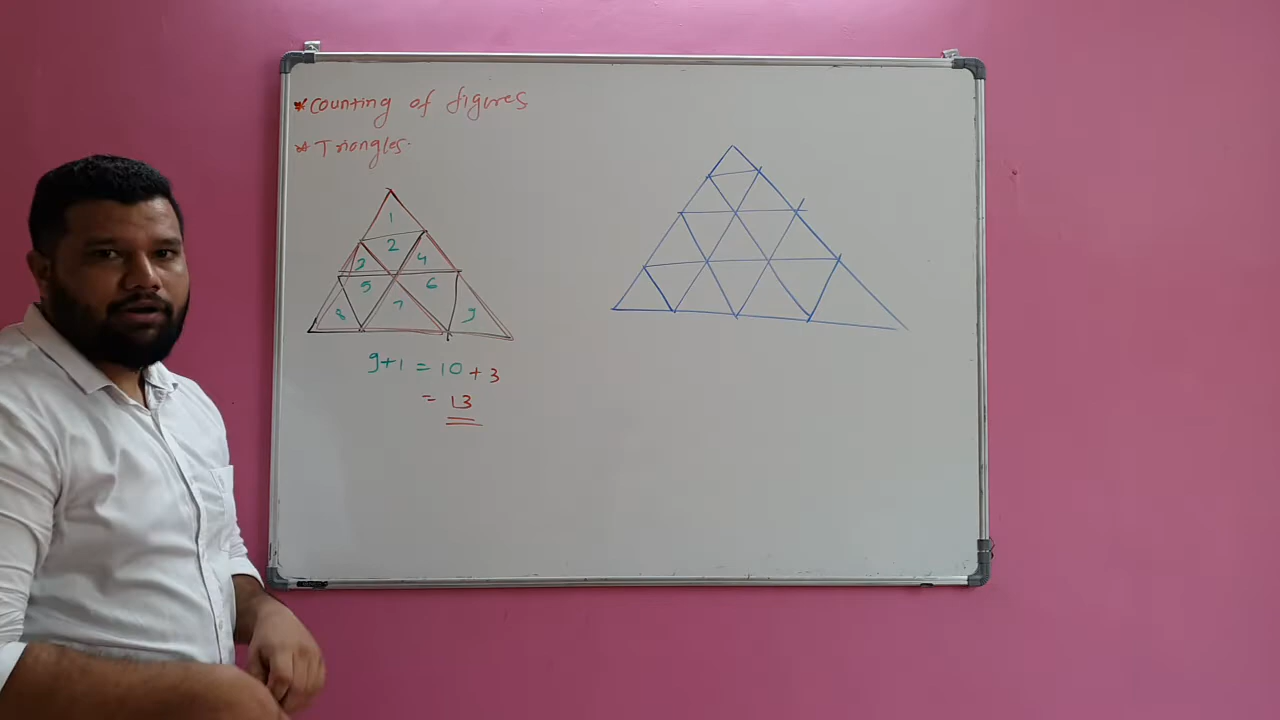 * Counting of figures
* Triangles.
1
2
3 4
5 6
7
8 9
9+1 = 10 + 3
= 13